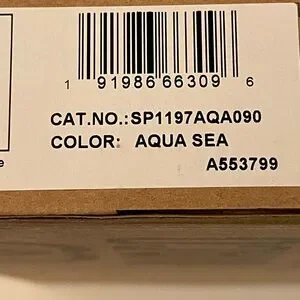 1 91986 66309 6
CAT.NO.:SP1197AQA090
COLOR: AQUA SEA
A553799
e